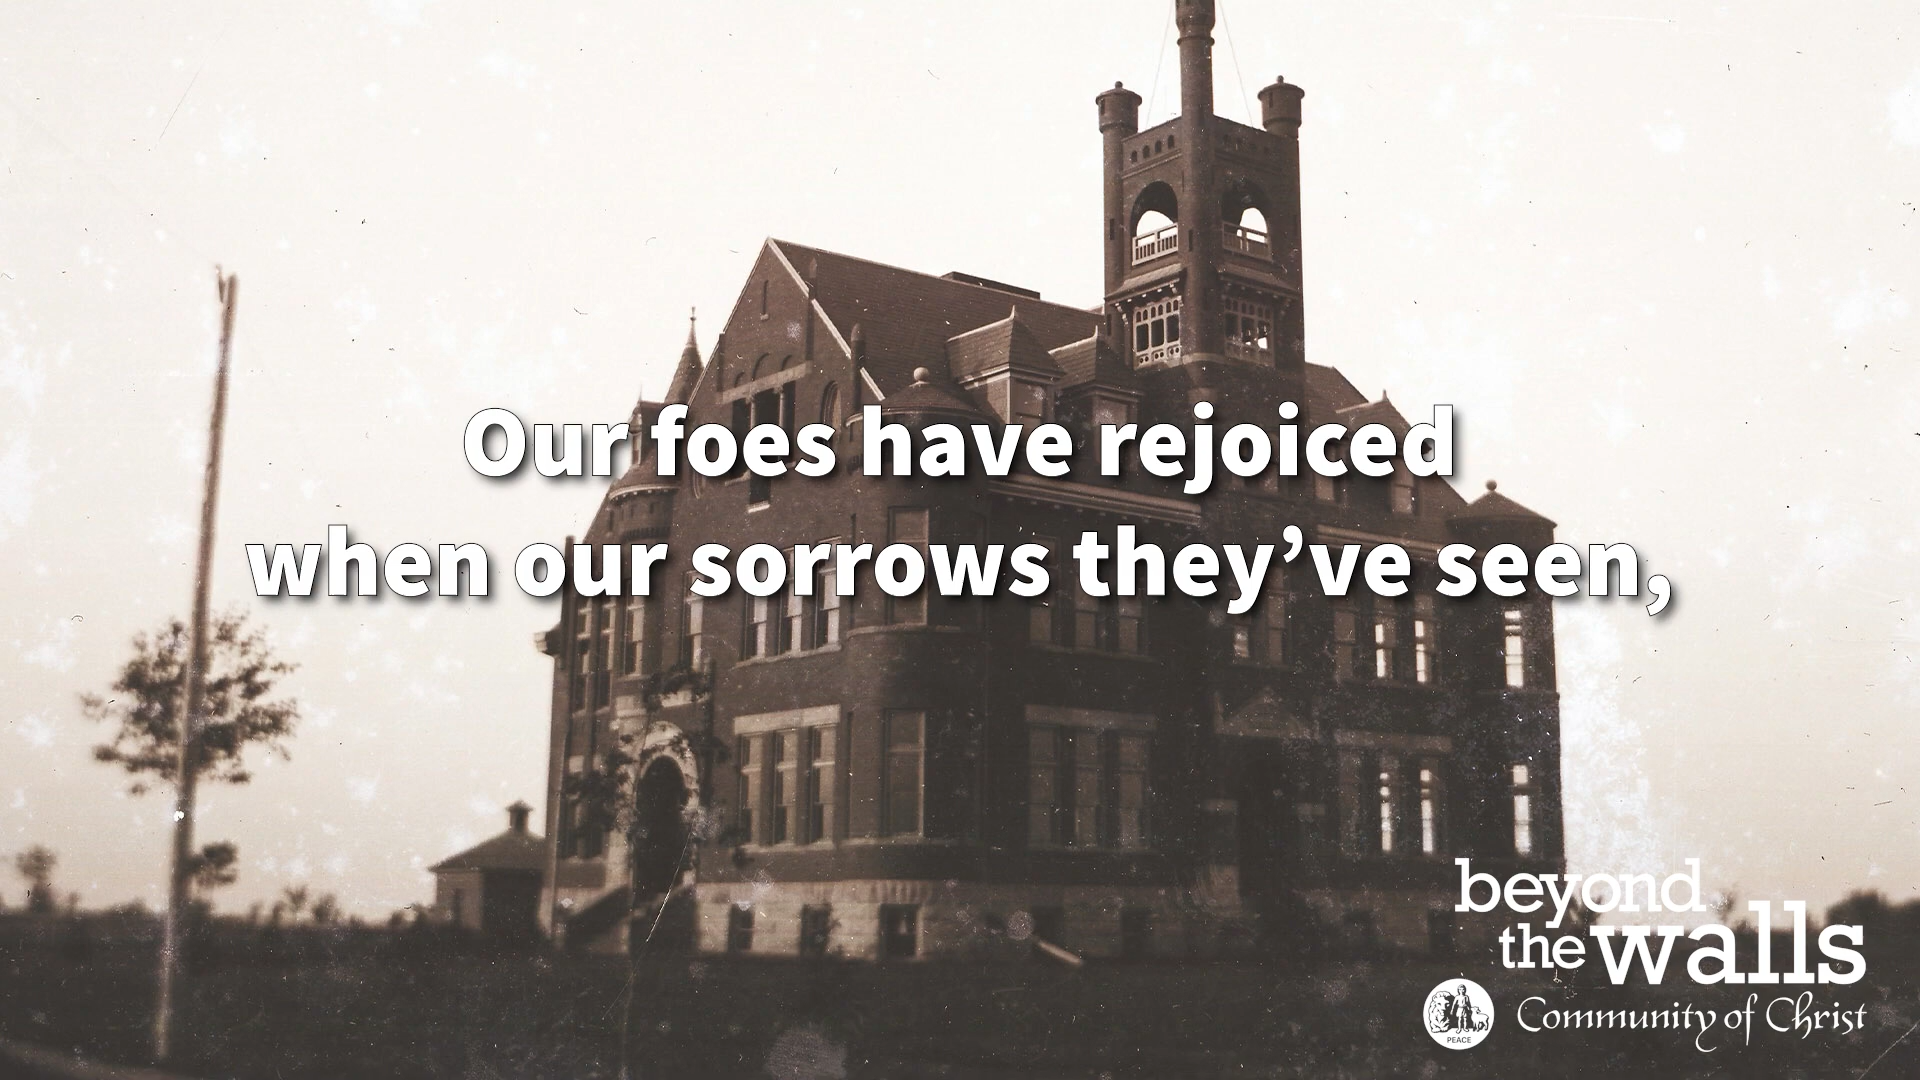 Our foes have rejoiced
when our sorrows they’ve seen,
beyond
the walls
PEACE
Community of Christ